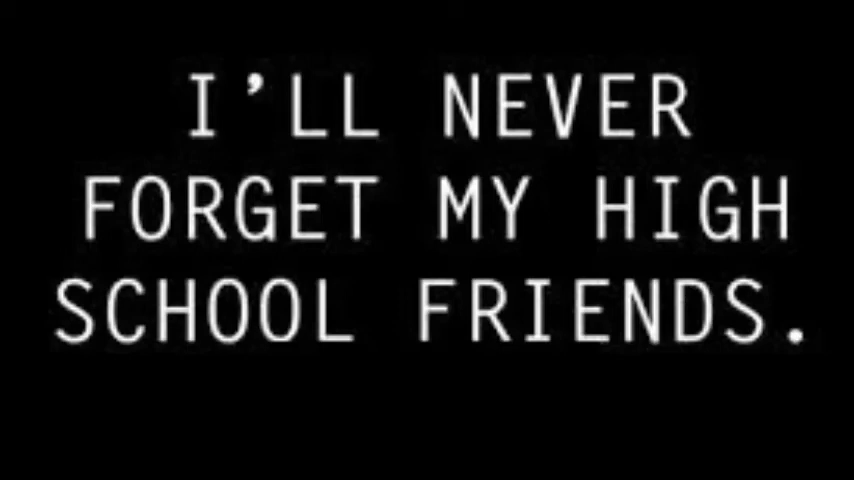 I'LL NEVER
FORGET MY HIGH
SCHOOL FRIENDS.